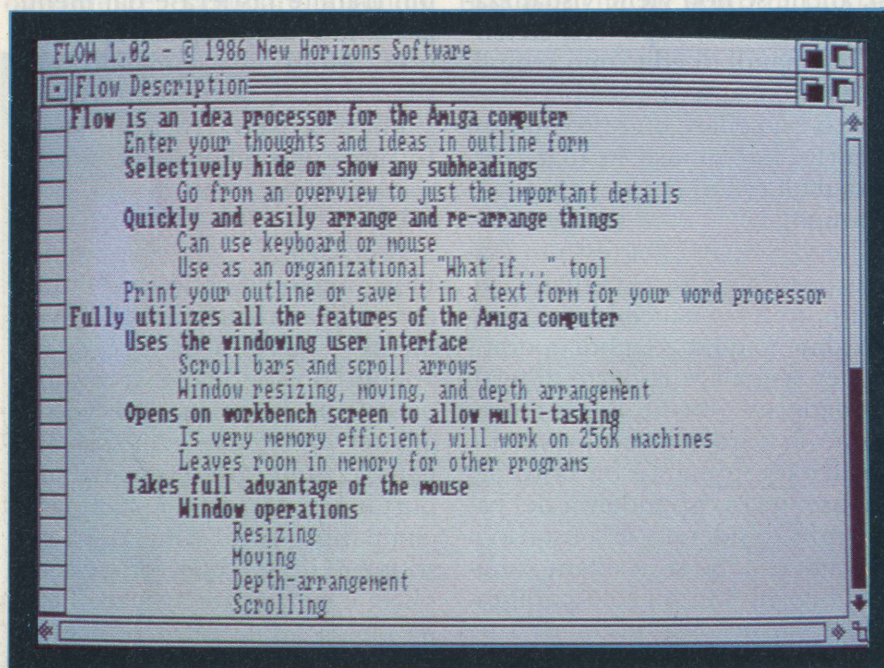 FLOW 1.02 - © 1986 New Horizons Software
Flow Description
Flow is an idea processor for the Amiga computer
Enter your thoughts and ideas in outline form
Selectively hide or show any subheadings
Go from an overview to just the important details
Quickly and easily arrange and re-arrange things
Can use keyboard or mouse
Use as an organizational "What if..." tool
Print your outline or save it in a text form for your word processor
Fully utilizes all the features of the Amiga computer
Uses the windowing user interface
Scroll bars and scroll arrows
Window resizing, moving, and depth arrangement
Opens on workbench screen to allow multi-tasking
Is very memory efficient, will work on 256K machines
Leaves room in memory for other programs
Takes full advantage of the mouse
Window operations
Resizing
Moving
Depth-arrangement
Scrolling